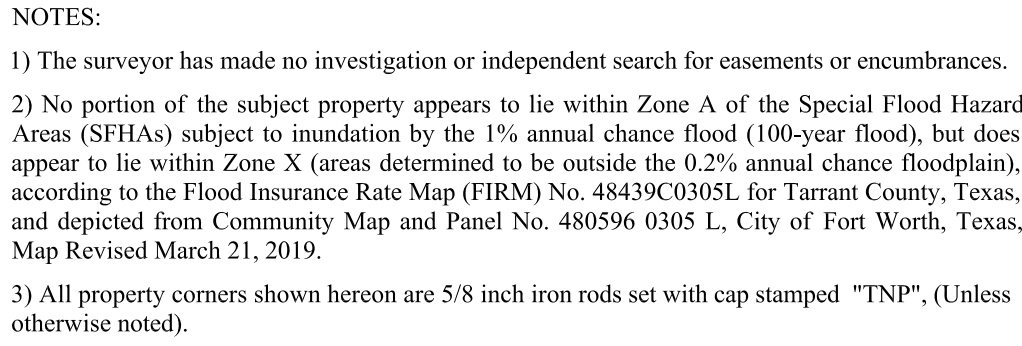 NOTES:
1) The surveyor has made no investigation or independent search for easements or encumbrances.
2) No portion of the subject property appears to lie within Zone A of the Special Flood Hazard
Areas (SFHAs) subject to inundation by the 1% annual chance flood (100-year flood), but does
appear to lie within Zone X (areas determined to be outside the 0.2% annual chance floodplain),
according to the Flood Insurance Rate Map (FIRM) No. 48439C0305L for Tarrant County, Texas,
and depicted from Community Map and Panel No. 480596 0305 L, City of Fort Worth, Texas,
Map Revised March 21, 2019.
3) All property corners shown hereon are 5/8 inch iron rods set with cap stamped "TNP", (Unless
otherwise noted).